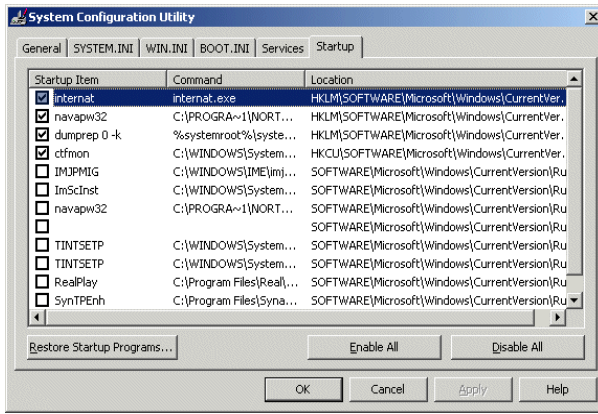 System Configuration Utility
General SYSTEM.INI WIN.INI BOOT.INI Services Startup
Startup Item Command Location
internat internat.exe HKLM\SOFTWARE\Microsoft\Windows\CurrentVer.
navapw32 C:\PROGRA~1\NORT... HKLM\SOFTWARE\Microsoft\Windows\CurrentVer.
dumprep 0 -k %systemroot%\syste... HKLM\SOFTWARE\Microsoft\Windows\CurrentVer.
ctfmon C:\WINDOWS\System... HKCU\SOFTWARE\Microsoft\Windows\CurrentVer.
IMJPMIG C:\WINDOWS\IME\imj... SOFTWARE\Microsoft\Windows\CurrentVersion\Ru
ImScInst SOFTWARE\Microsoft\Windows\CurrentVersion\Ru
navapw32 C:\PROGRA~1\NORT... SOFTWARE\Microsoft\Windows\CurrentVersion\Ru
SOFTWARE\Microsoft\Windows\CurrentVersion\Ru
TINTSETP C:\WINDOWS\System... SOFTWARE\Microsoft\Windows\CurrentVersion\Ru
TINTSETP C:\WINDOWS\System... SOFTWARE\Microsoft\Windows\CurrentVersion\Ru
RealPlay C:\Program Files\Real\... SOFTWARE\Microsoft\Windows\CurrentVersion\Ru
SynTPEnh C:\Program Files\Syna... SOFTWARE\Microsoft\Windows\CurrentVersion\Ru
Restore Startup Programs... Enable All Disable All
OK Cancel Apply Help